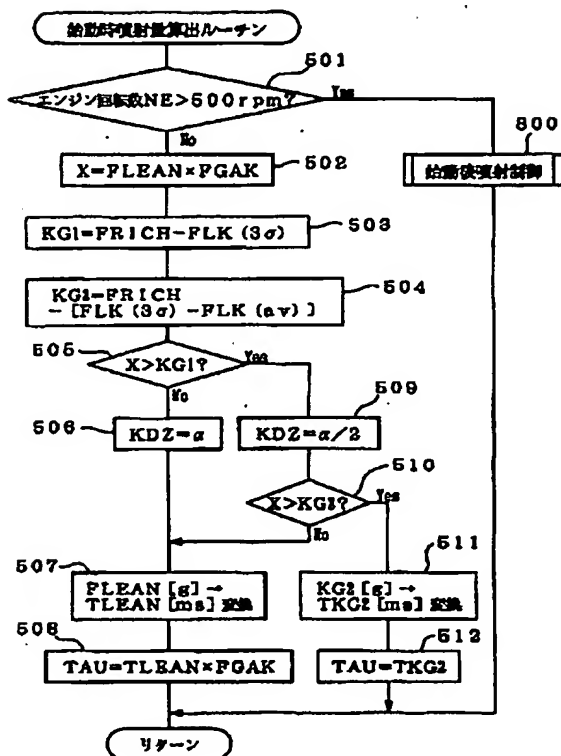 始動時噴射量算出ルーチン
501
エンジン回転数NE>500rpm?
Yes
No
800
502
X=FLEAN×FGAK
始動後噴射制御
503
KG1=FRICH-FLK(3σ)
504
KG2=FRICH
-[FLK(3σ)-FLK(av)]
505
X>KG1?
Yes
No
509
506
KDZ=α
KDZ=α/2
510
X>KG2?
Yes
No
507
511
FLEAN[g]→
TLEAN[ms]変換
KG2[g]→
TKG2[ms]変換
508
512
TAU=TLEAN×FGAK
TAU=TKG2
リターン